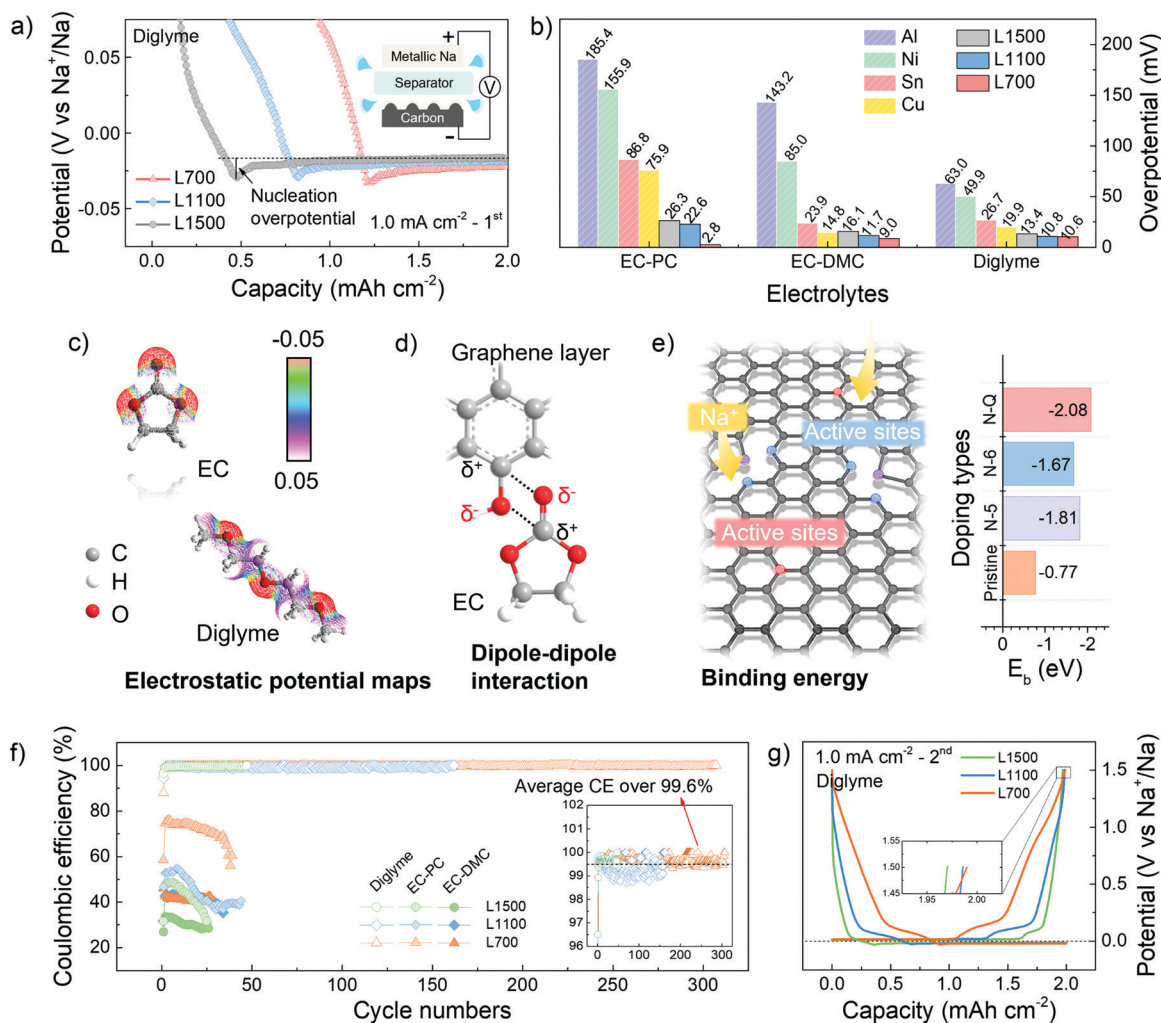 a)
Diglyme
Metallic Na
Separator
Carbon
+
-
V
L700
L1100
L1500
Nucleation
overpotential
1.0 mA cm⁻² - 1ˢᵗ
0.05
0.00
-0.05
Potential (V vs Na⁺/Na)
0.0 0.5 1.0 1.5 2.0
Capacity (mAh cm⁻²)
b)
Al
Ni
Sn
Cu
L1500
L1100
L700
185.4
155.9
86.8
75.9
26.3
22.6
2.8
143.2
85.0
23.9
14.8
16.1
11.7
9.0
63.0
49.9
26.7
19.9
13.4
10.8
10.6
EC-PC EC-DMC Diglyme
Electrolytes
200
150
100
50
0
Overpotential (mV)
c)
-0.05
0.05
EC
C
H
O
Diglyme
Electrostatic potential maps
d)
Graphene layer
δ⁺
δ⁻
δ⁻
δ⁺
EC
Dipole-dipole
interaction
e)
Na⁺
Active sites
Active sites
Binding energy
Doping types
N-Q
N-6
N-5
Pristine
-2.08
-1.67
-1.81
-0.77
0 -1 -2
E_b (eV)
f)
Coulombic efficiency (%)
100
80
60
40
20
0 50 100 150 200 250 300
Cycle numbers
Average CE over 99.6%
Diglyme
EC-PC
EC-DMC
L1500
L1100
L700
102
101
100
99
98
97
96
0 100 200 300
g)
1.0 mA cm⁻² - 2ⁿᵈ
Diglyme
L1500
L1100
L700
1.55
1.50
1.45
1.95 2.00
1.5
1.0
0.5
0.0
Potential (V vs Na⁺/Na)
0.0 0.5 1.0 1.5 2.0
Capacity (mAh cm⁻²)